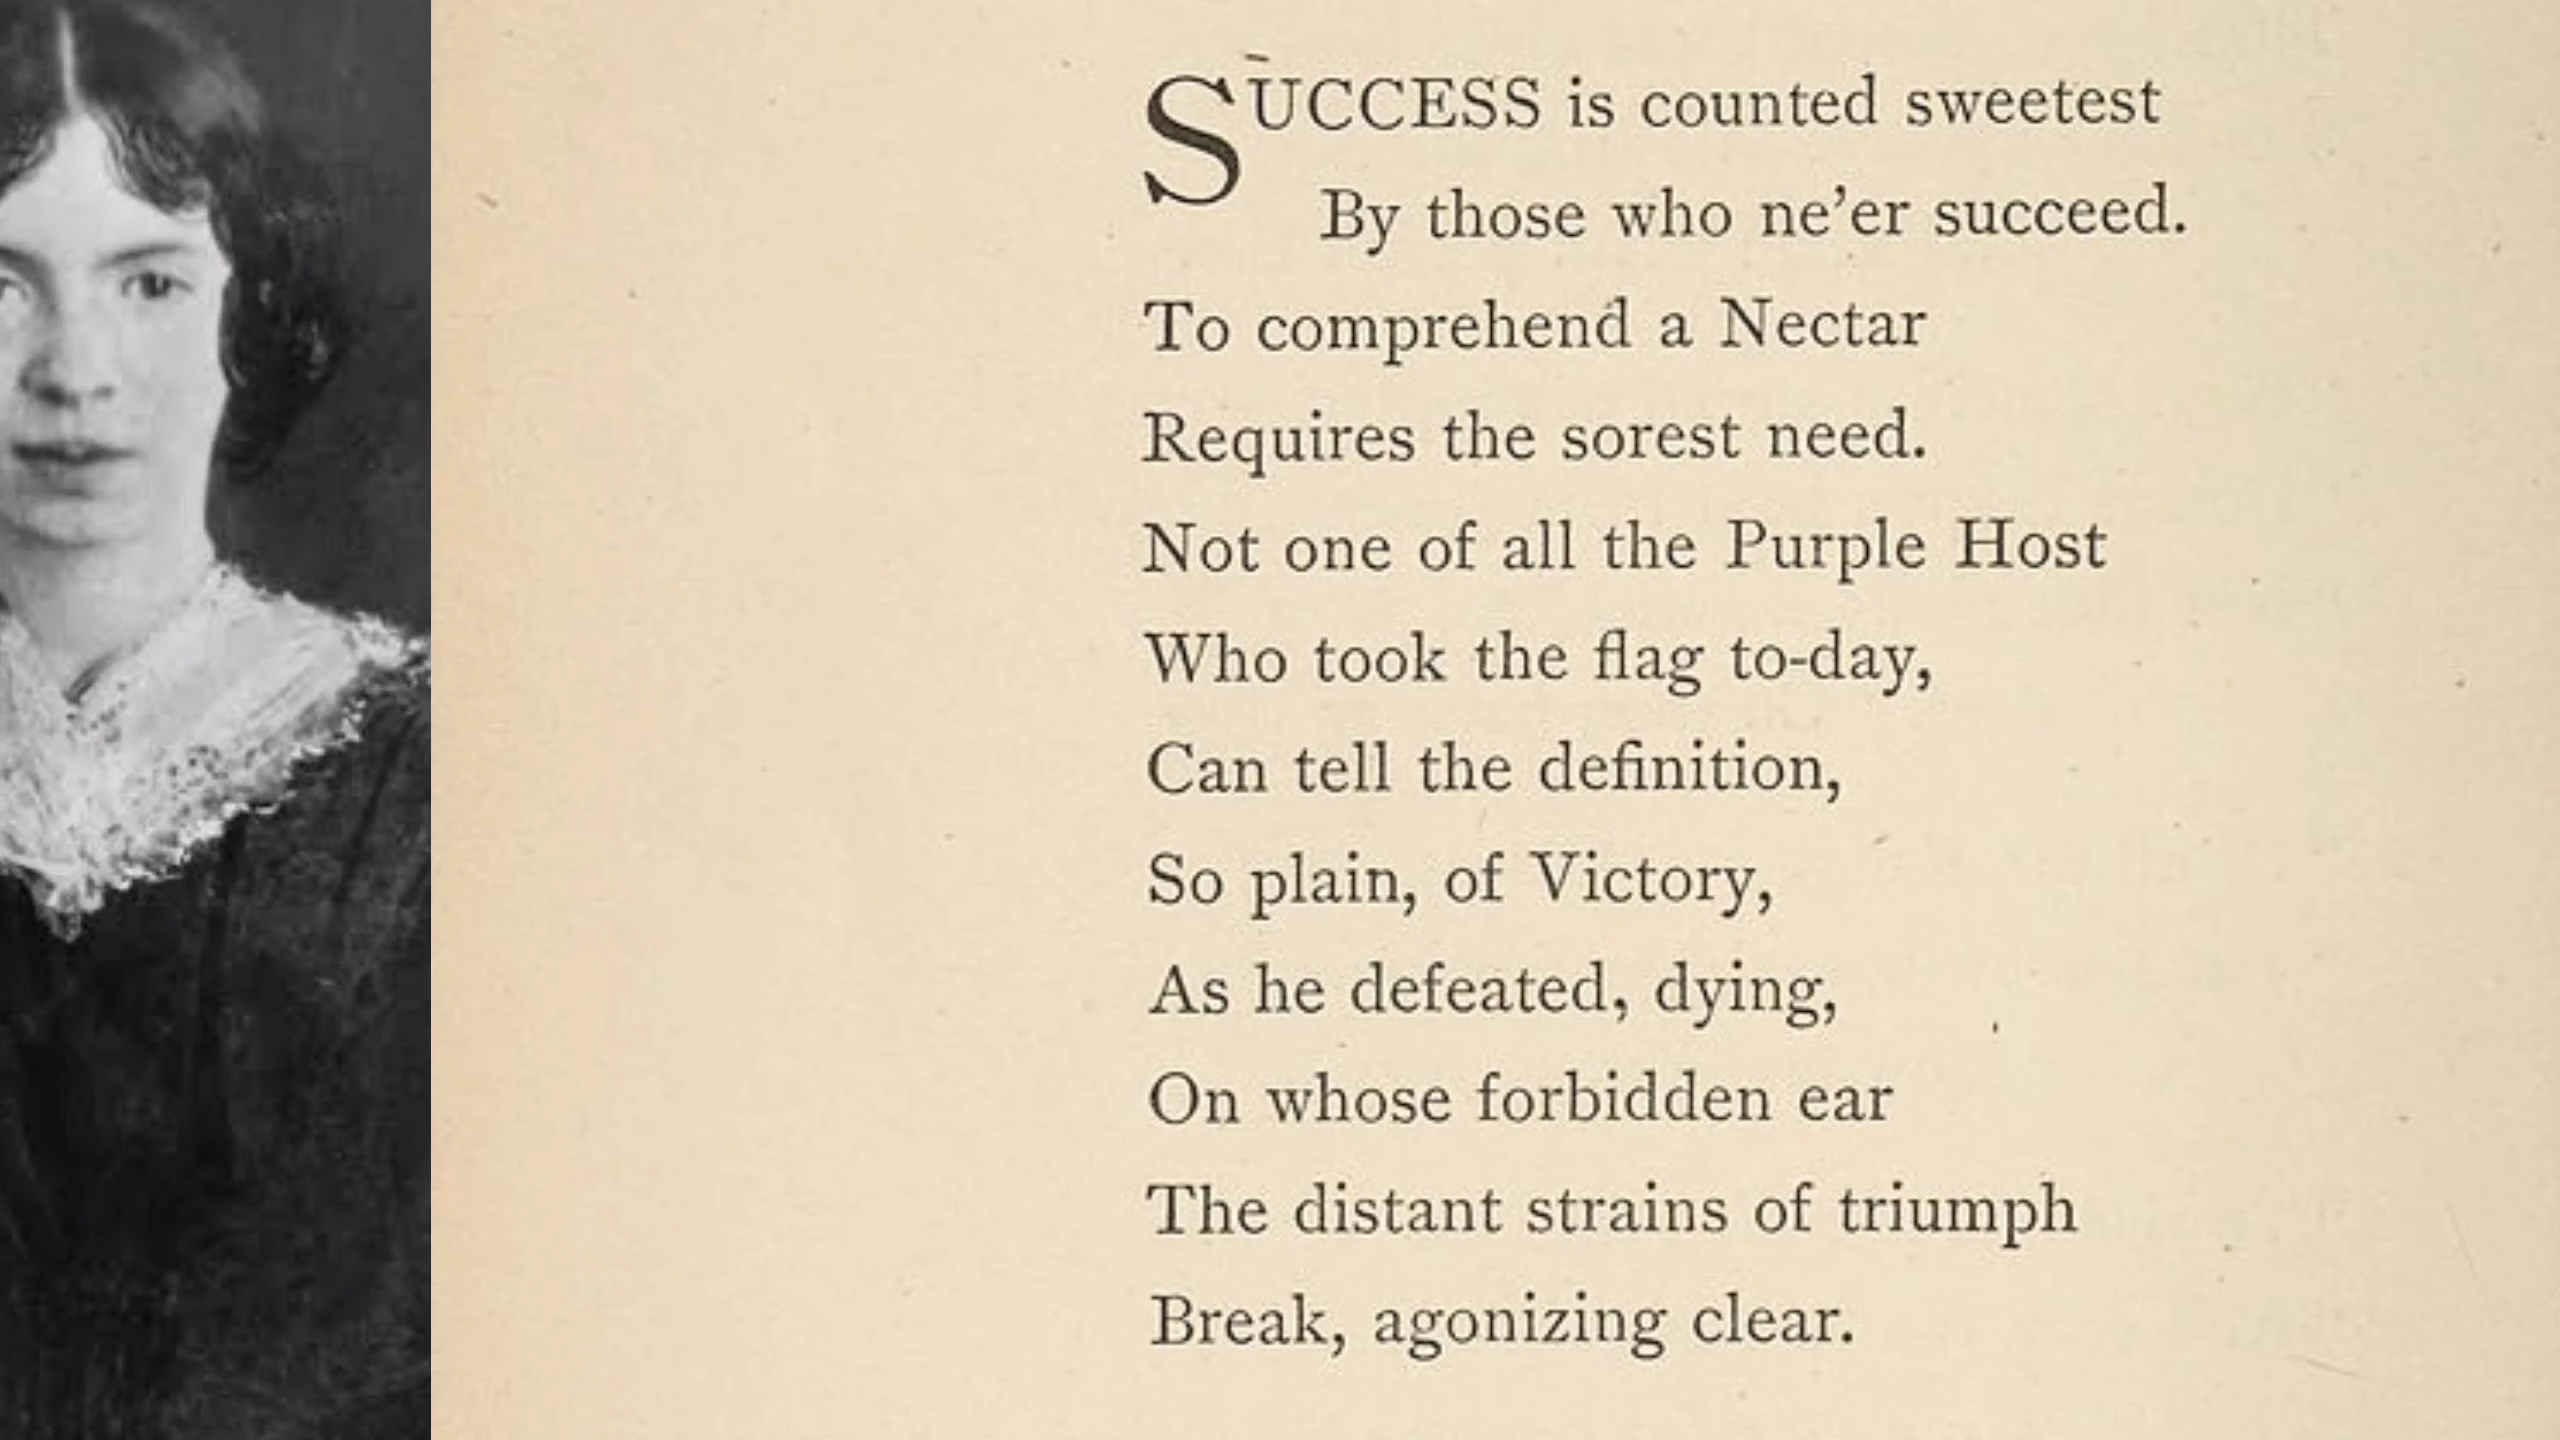 SUCCESS is counted sweetest
By those who ne’er succeed.
To comprehend a Nectar
Requires the sorest need.
Not one of all the Purple Host
Who took the flag to-day,
Can tell the definition,
So plain, of Victory,
As he defeated, dying,
On whose forbidden ear
The distant strains of triumph
Break, agonizing clear.